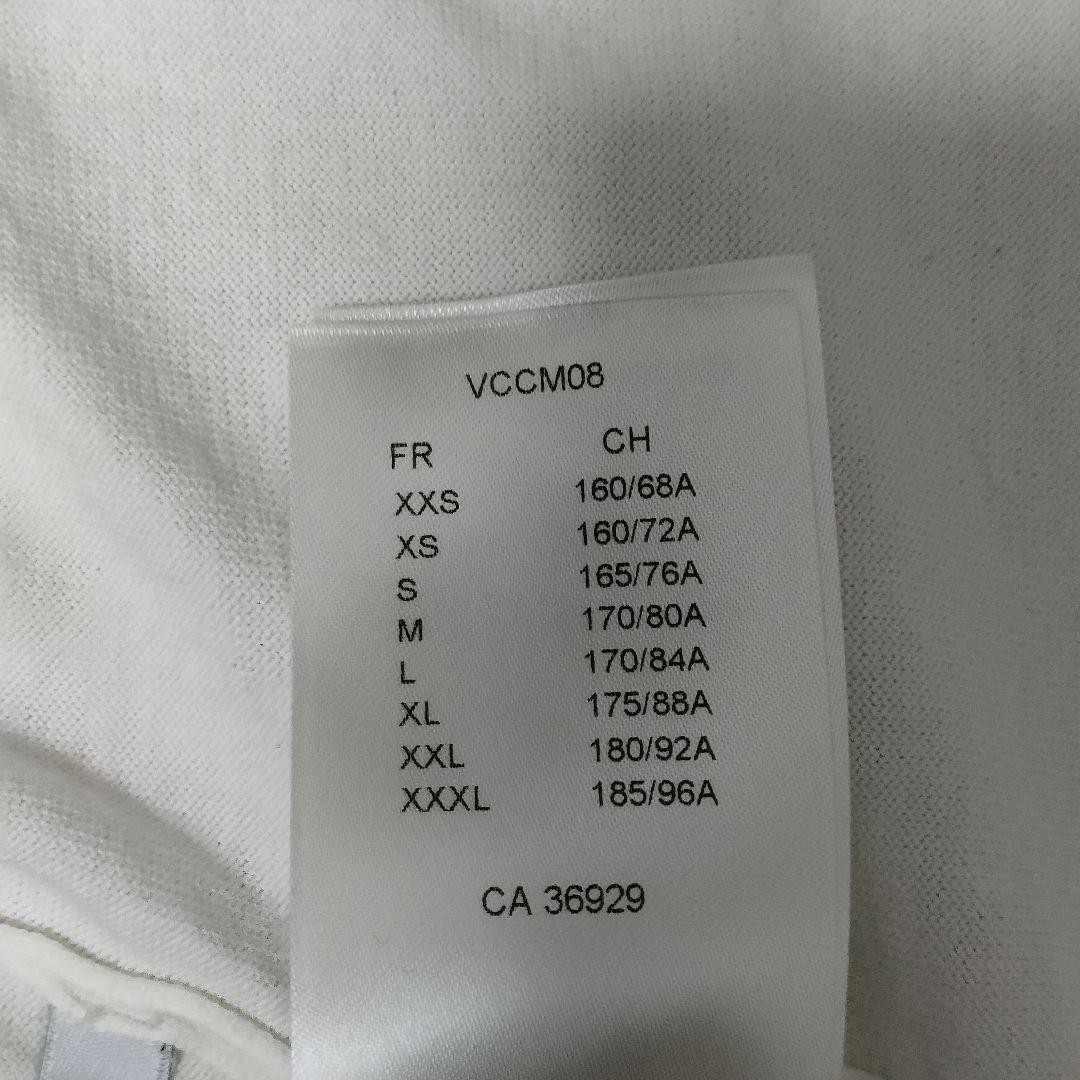 VCCM08
FR CH
XXS 160/68A
XS 160/72A
S 165/76A
M 170/80A
L 170/84A
XL 175/88A
XXL 180/92A
XXXL 185/96A
CA 36929